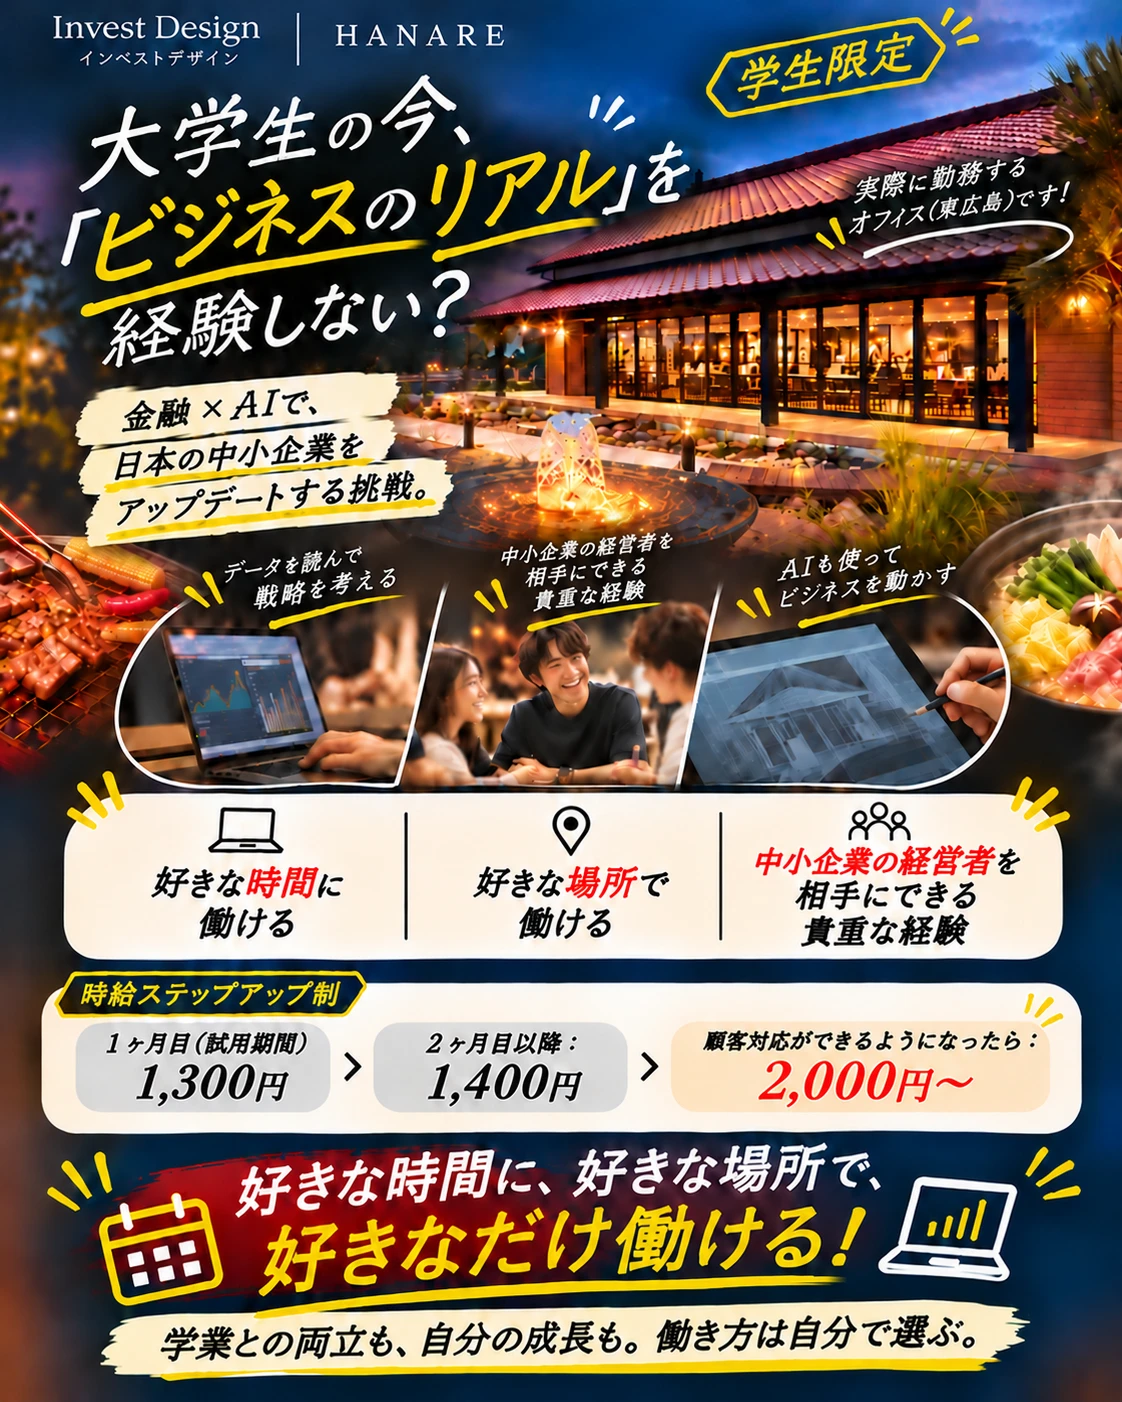 Invest Design
インベストデザイン
HANARE
学生限定
大学生の今、
「ビジネスのリアル」を
経験しない?
実際に勤務する
オフィス(東広島)です!
金融×AIで、
日本の中小企業を
アップデートする挑戦。
データを読んで
戦略を考える
中小企業の経営者を
相手にできる
貴重な経験
AIも使って
ビジネスを動かす
好きな時間に
働ける
好きな場所で
働ける
中小企業の経営者を
相手にできる
貴重な経験
時給ステップアップ制
1ヶ月目(試用期間)
1,300円
2ヶ月目以降:
1,400円
顧客対応ができるようになったら:
2,000円〜
好きな時間に、好きな場所で、
好きなだけ働ける!
学業との両立も、自分の成長も。働き方は自分で選ぶ。